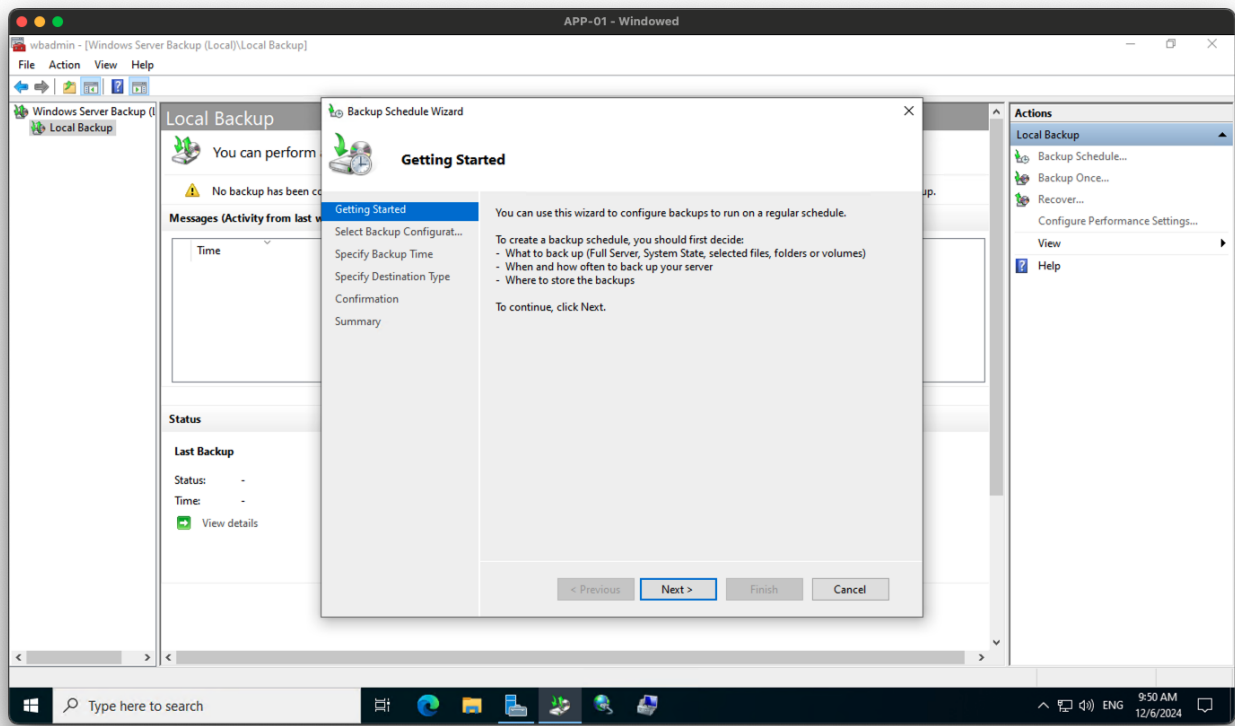 APP-01 - Windowed
wbadmin - [Windows Server Backup (Local)\Local Backup]
File Action View Help
Windows Server Backup (L
Local Backup
Local Backup
You can perform
No backup has been co
up.
Messages (Activity from last w
Time
Status
Last Backup
Status: -
Time: -
View details
Backup Schedule Wizard
Getting Started
Getting Started
Select Backup Configurat...
Specify Backup Time
Specify Destination Type
Confirmation
Summary
You can use this wizard to configure backups to run on a regular schedule.
To create a backup schedule, you should first decide:
- What to back up (Full Server, System State, selected files, folders or volumes)
- When and how often to back up your server
- Where to store the backups
To continue, click Next.
< Previous Next > Finish Cancel
Actions
Local Backup
Backup Schedule...
Backup Once...
Recover...
Configure Performance Settings...
View
Help
Type here to search
ENG
9:50 AM
12/6/2024